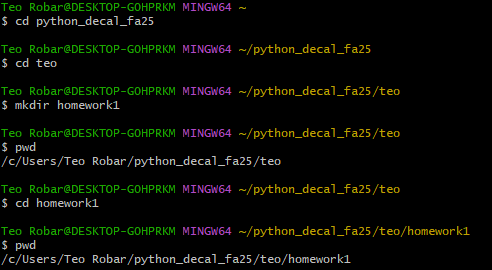 Teo Robar@DESKTOP-GOHPRKM MINGW64 ~
$ cd python_decal_fa25
Teo Robar@DESKTOP-GOHPRKM MINGW64 ~/python_decal_fa25
$ cd teo
Teo Robar@DESKTOP-GOHPRKM MINGW64 ~/python_decal_fa25/teo
$ mkdir homework1
Teo Robar@DESKTOP-GOHPRKM MINGW64 ~/python_decal_fa25/teo
$ pwd
/c/Users/Teo Robar/python_decal_fa25/teo
Teo Robar@DESKTOP-GOHPRKM MINGW64 ~/python_decal_fa25/teo
$ cd homework1
Teo Robar@DESKTOP-GOHPRKM MINGW64 ~/python_decal_fa25/teo/homework1
$ pwd
/c/Users/Teo Robar/python_decal_fa25/teo/homework1